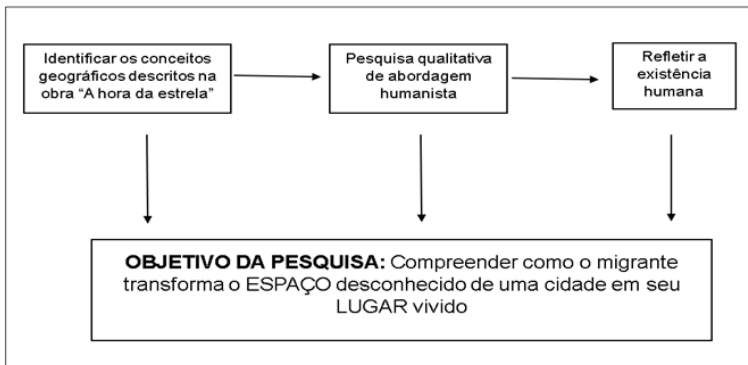 Identificar os conceitos
geográficos descritos na
obra “A hora da estrela”
Pesquisa qualitativa
de abordagem
humanista
Refletir a
existência
humana
OBJETIVO DA PESQUISA: Compreender como o migrante
transforma o ESPAÇO desconhecido de uma cidade em seu
LUGAR vivido